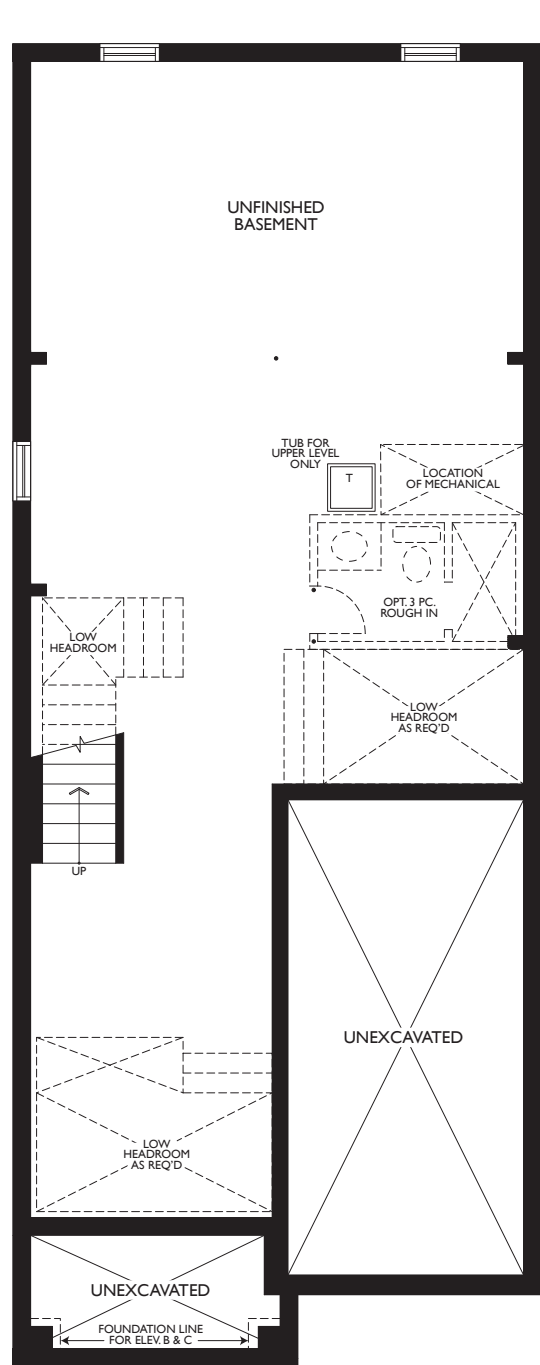 UNFINISHED
BASEMENT
TUB FOR
UPPER LEVEL
ONLY
T
LOCATION
OF MECHANICAL
OPT. 3 PC.
ROUGH IN
LOW
HEADROOM
LOW
HEADROOM
AS REQ'D
UP
UNEXCAVATED
LOW
HEADROOM
AS REQ'D
UNEXCAVATED
FOUNDATION LINE
FOR ELEV. B & C